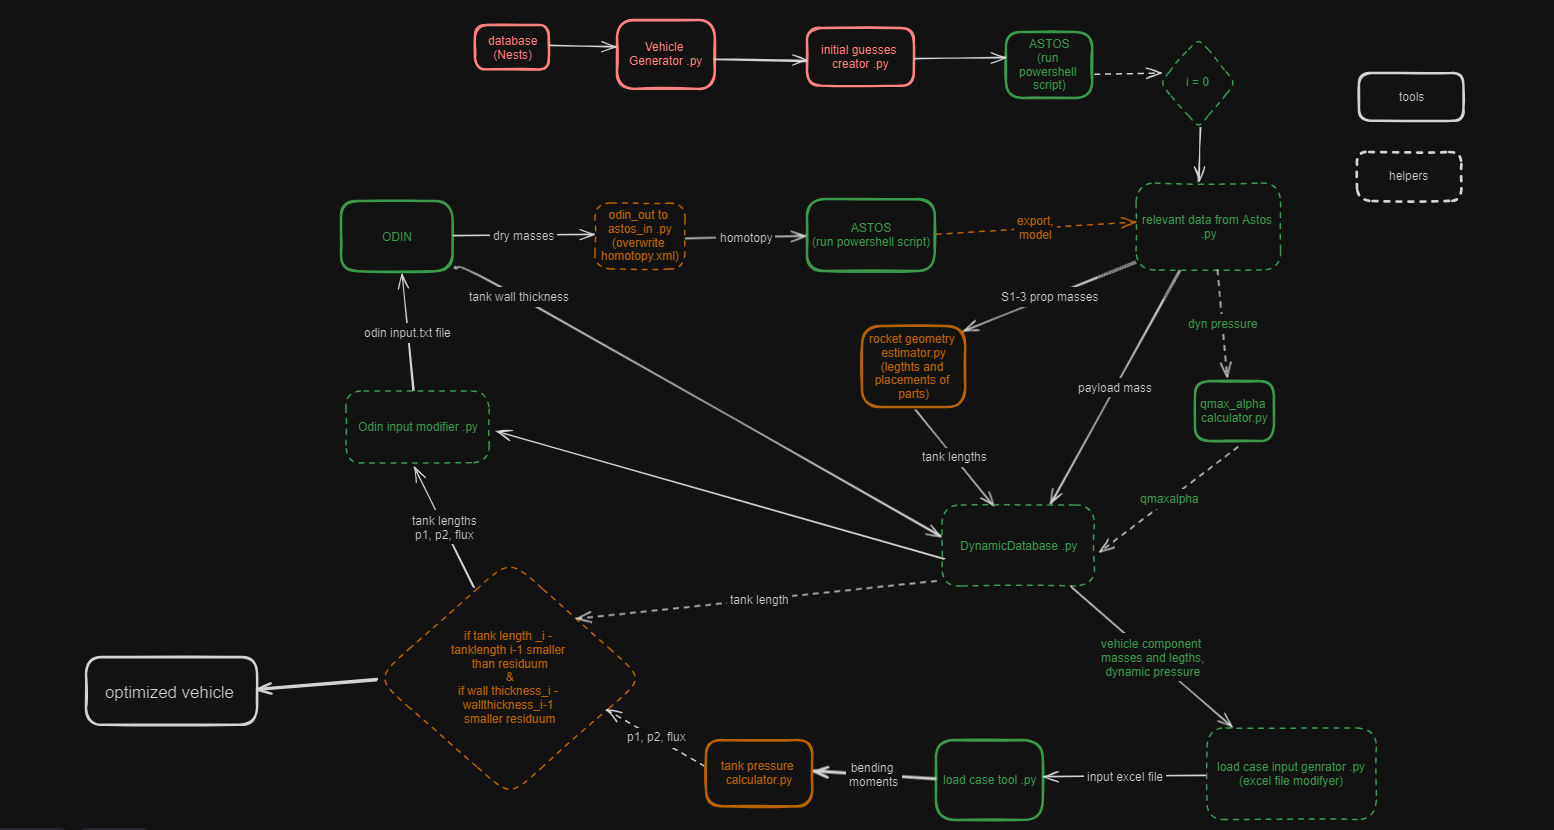 database
(Nests)
Vehicle
Generator .py
initial guesses
creator .py
ASTOS
(run
powershell
script)
i = 0
tools
helpers
ODIN
dry masses
odin_out to
astos_in .py
(overwrite
homotopy.xml)
homotopy
ASTOS
(run powershell script)
export,
model
relevant data from Astos
.py
tank wall thickness
S1-3 prop masses
odin input.txt file
rocket geometry
estimator.py
(legthts and
placements of
parts)
dyn pressure
payload mass
qmax_alpha
calculator.py
Odin input modifier .py
tank lengths
qmaxalpha
tank lengths
p1, p2, flux
DynamicDatabase .py
tank length
if tank length _i -
tanklength i-1 smaller
than residuum
&
if wall thickness_i -
wallthickness_i-1
smaller residuum
vehicle component
masses and legths,
dynamic pressure
optimized vehicle
p1, p2, flux
tank pressure
calculator.py
bending
moments
load case tool .py
input excel file
load case input genrator .py
(excel file modifyer)